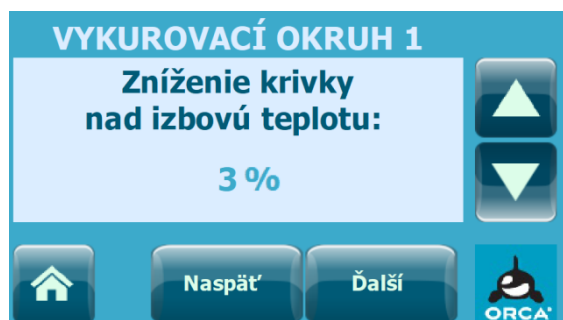 VYKUROVACÍ OKRUH 1
Zníženie krivky
nad izbovú teplotu:
3 %
Naspäť
Ďalší
ORCA